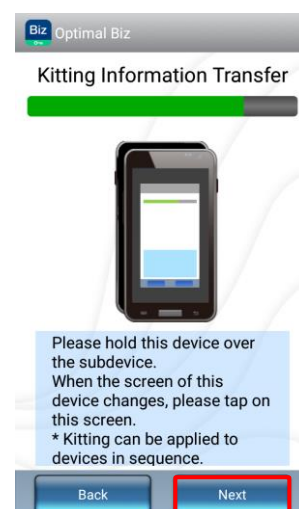 Biz Optimal Biz
Kitting Information Transfer
Please hold this device over
the subdevice.
When the screen of this
device changes, please tap on
this screen.
* Kitting can be applied to
devices in sequence.
Back Next